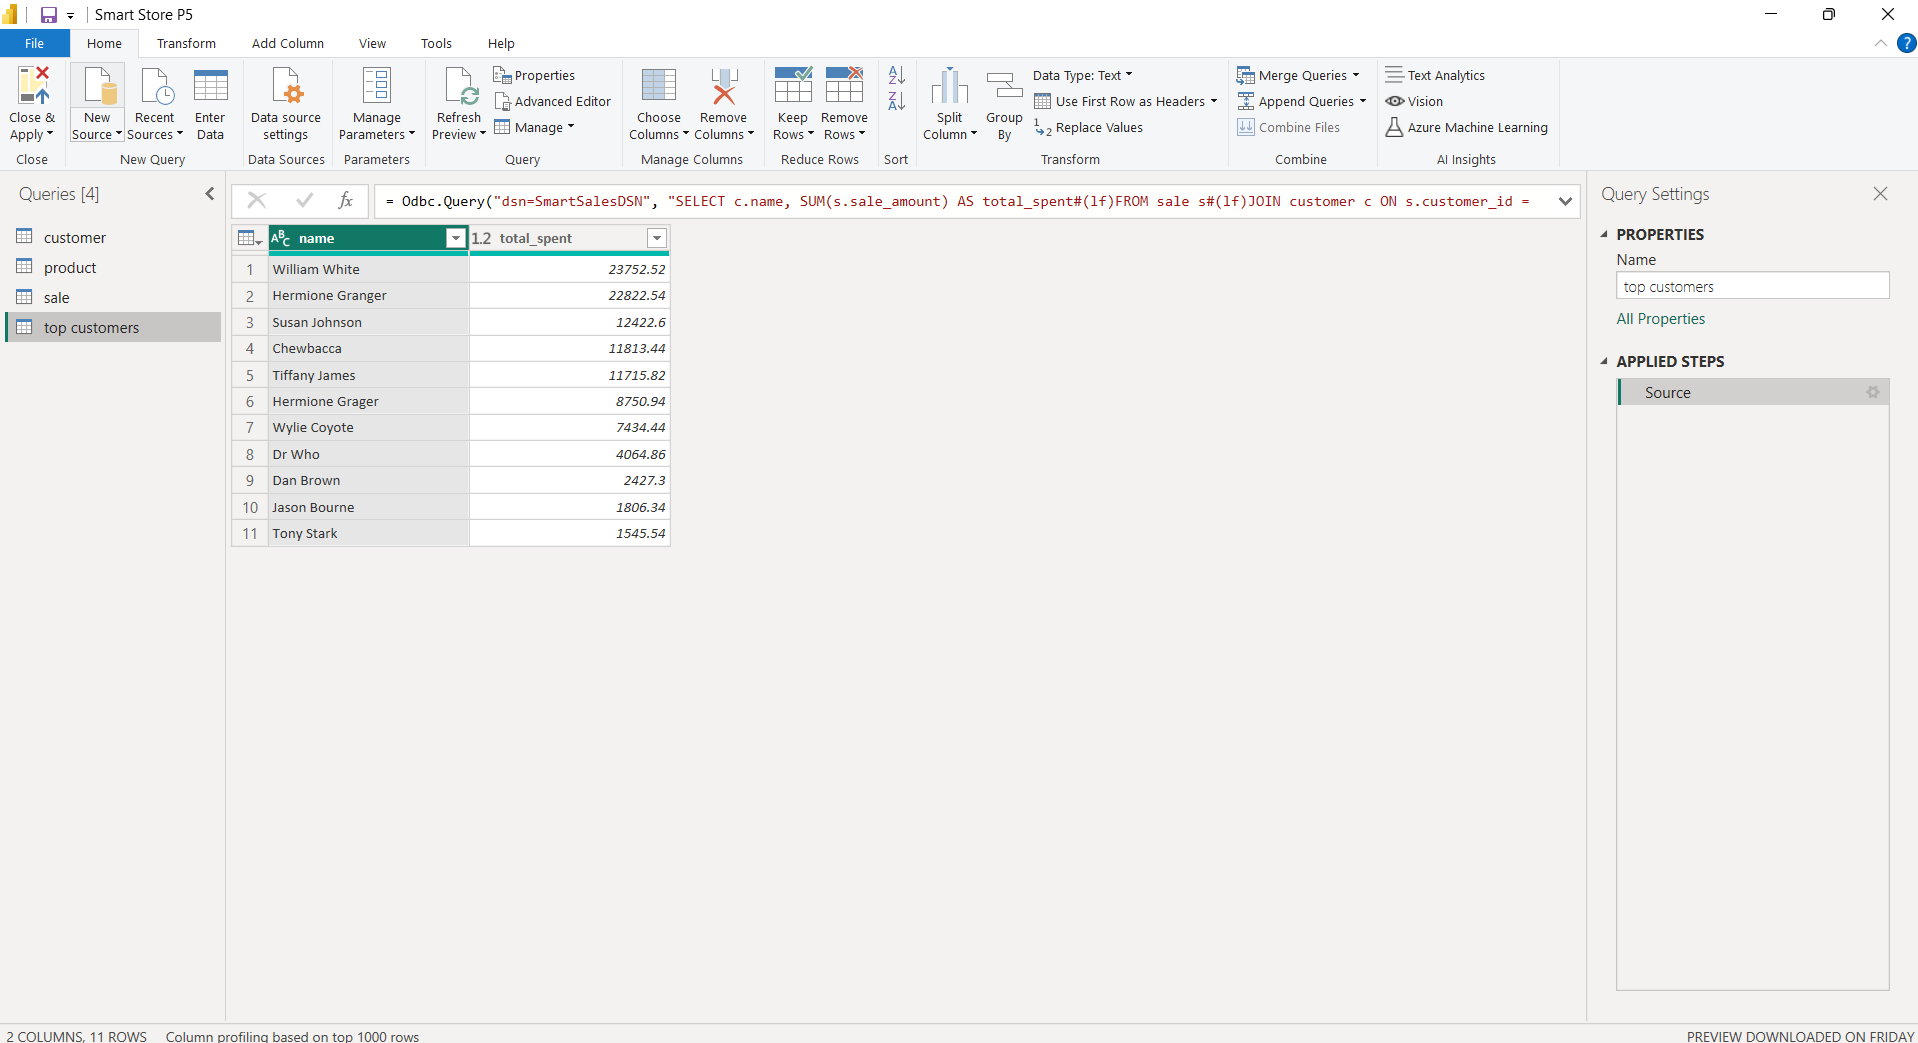 Smart Store P5
File Home Transform Add Column View Tools Help
Close & Apply
Close
New Source
Recent Sources
Enter Data
New Query
Data source settings
Data Sources
Manage Parameters
Parameters
Refresh Preview
Properties
Advanced Editor
Manage
Query
Choose Columns
Remove Columns
Manage Columns
Keep Rows
Remove Rows
Reduce Rows
Sort
Split Column
Group By
Data Type: Text
Use First Row as Headers
Replace Values
Transform
Merge Queries
Append Queries
Combine Files
Combine
Text Analytics
Vision
Azure Machine Learning
AI Insights
Queries [4]
customer
product
sale
top customers
fx = Odbc.Query("dsn=SmartSalesDSN", "SELECT c.name, SUM(s.sale_amount) AS total_spent#(lf)FROM sale s#(lf)JOIN customer c ON s.customer_id =
ABC name 1.2 total_spent
1 William White 23752.52
2 Hermione Granger 22822.54
3 Susan Johnson 12422.6
4 Chewbacca 11813.44
5 Tiffany James 11715.82
6 Hermione Grager 8750.94
7 Wylie Coyote 7434.44
8 Dr Who 4064.86
9 Dan Brown 2427.3
10 Jason Bourne 1806.34
11 Tony Stark 1545.54
Query Settings
PROPERTIES
Name
top customers
All Properties
APPLIED STEPS
Source
2 COLUMNS, 11 ROWS Column profiling based on top 1000 rows
PREVIEW DOWNLOADED ON FRIDAY